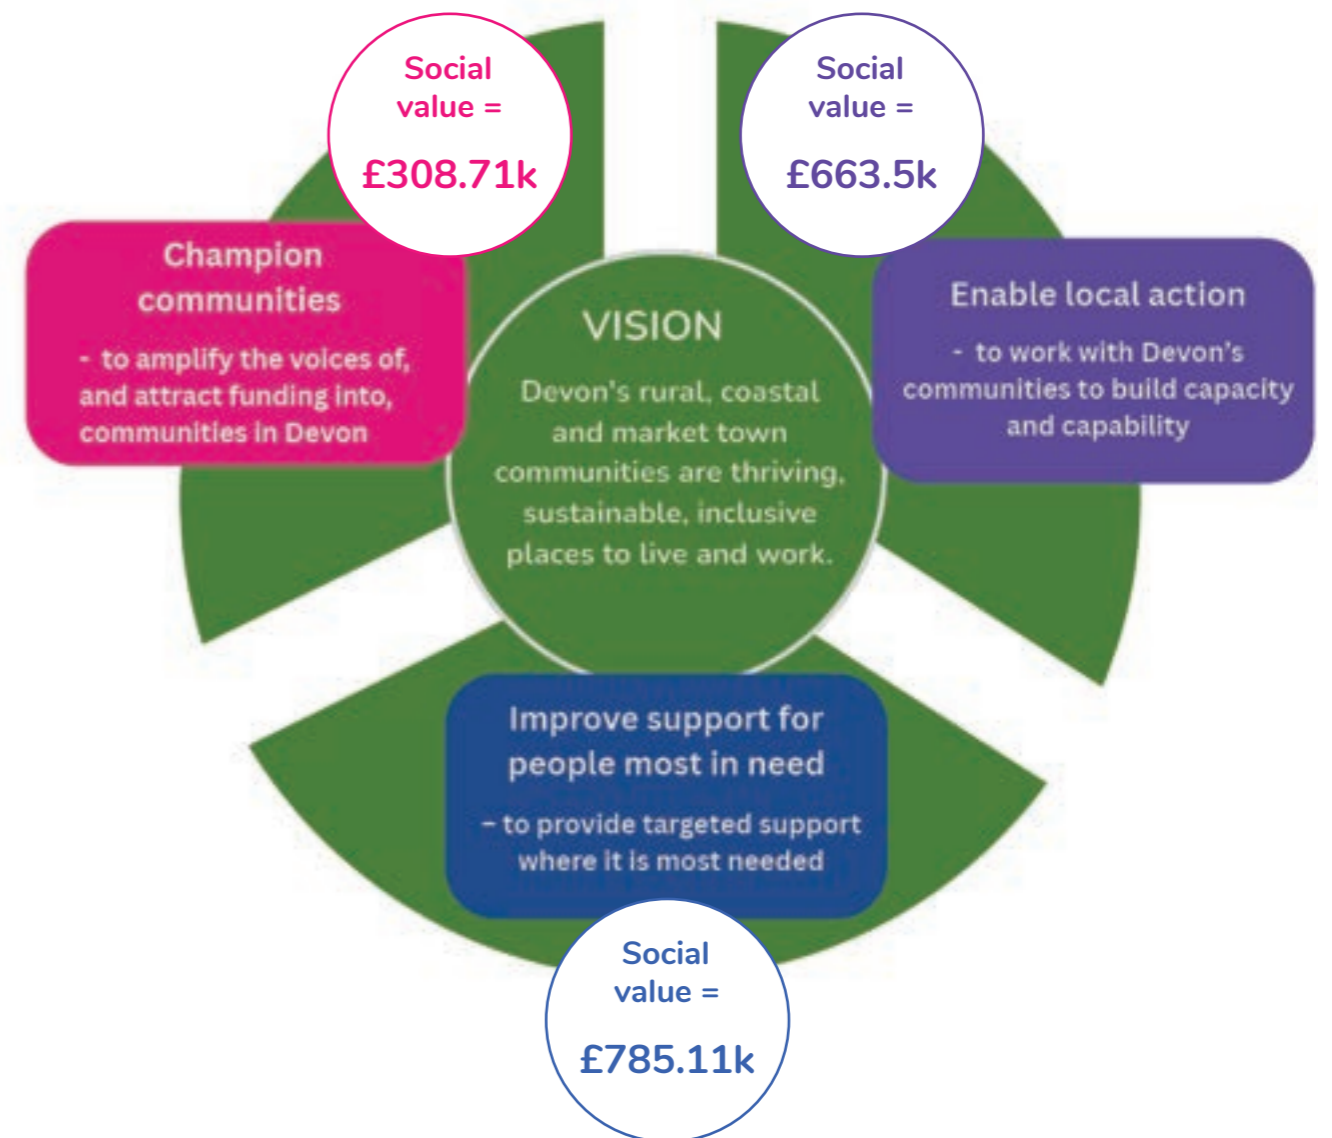 Social
value =
£308.71k
Social
value =
£663.5k
Champion
communities
- to amplify the voices of,
and attract funding into,
communities in Devon
Enable local action
- to work with Devon's
communities to build capacity
and capability
VISION
Devon's rural, coastal
and market town
communities are thriving,
sustainable, inclusive
places to live and work.
Improve support for
people most in need
– to provide targeted support
where it is most needed
Social
value =
£785.11k